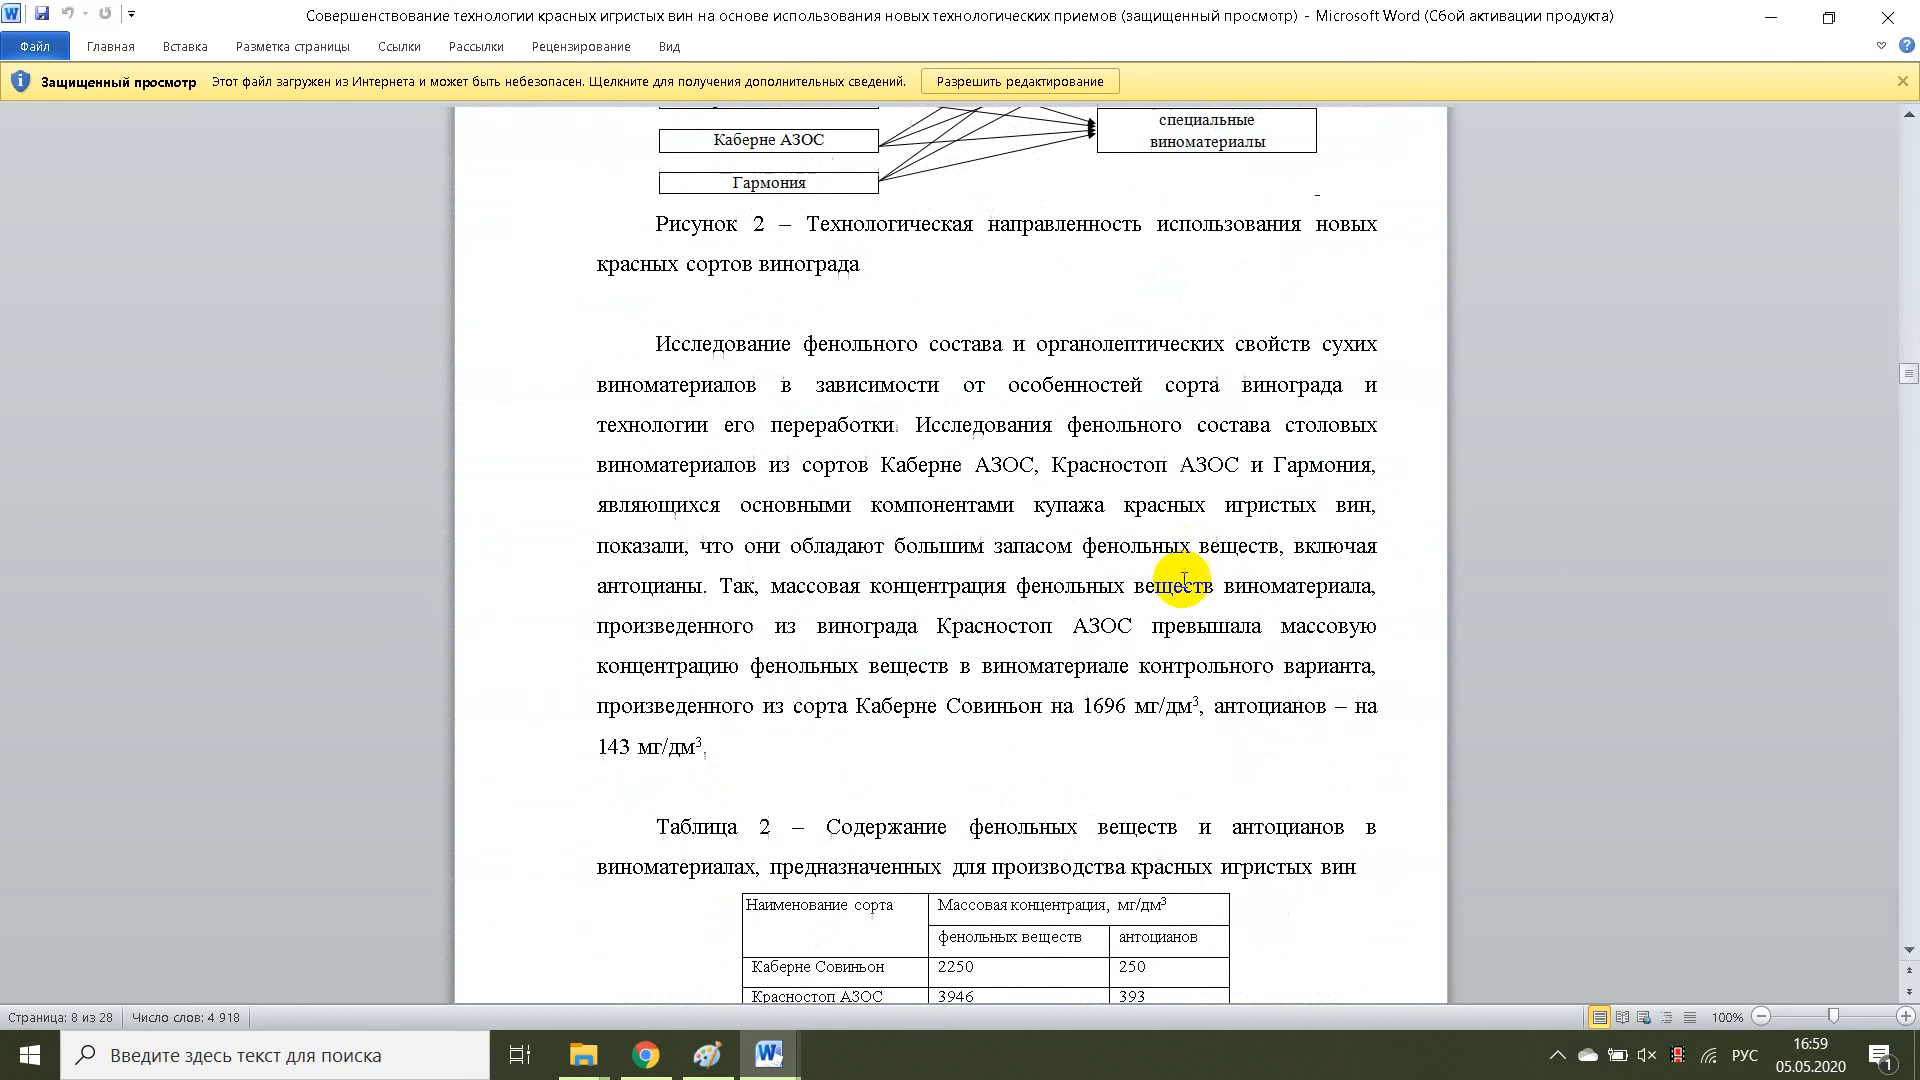 Совершенствование технологии красных игристых вин на основе использования новых технологических приемов (защищенный просмотр) - Microsoft Word (Сбой активации продукта)
Файл Главная Вставка Разметка страницы Ссылки Рассылки Рецензирование Вид
Защищенный просмотр Этот файл загружен из Интернета и может быть небезопасен. Щелкните для получения дополнительных сведений. Разрешить редактирование
специальные
виноматериалы
Каберне АЗОС
Гармония
Рисунок 2 – Технологическая направленность использования новых
красных сортов винограда
Исследование фенольного состава и органолептических свойств сухих
виноматериалов в зависимости от особенностей сорта винограда и
технологии его переработки. Исследования фенольного состава столовых
виноматериалов из сортов Каберне АЗОС, Красностоп АЗОС и Гармония,
являющихся основными компонентами купажа красных игристых вин,
показали, что они обладают большим запасом фенольных веществ, включая
антоцианы. Так, массовая концентрация фенольных веществ виноматериала,
произведенного из винограда Красностоп АЗОС превышала массовую
концентрацию фенольных веществ в виноматериале контрольного варианта,
произведенного из сорта Каберне Совиньон на 1696 мг/дм³, антоцианов – на
143 мг/дм³.
Таблица 2 – Содержание фенольных веществ и антоцианов в
виноматериалах, предназначенных для производства красных игристых вин
Наименование сорта Массовая концентрация, мг/дм³
фенольных веществ антоцианов
Каберне Совиньон 2250 250
Красностоп АЗОС 3946 393
Страница: 8 из 28 Число слов: 4 918 100%
Введите здесь текст для поиска
РУС
16:59
05.05.2020
1